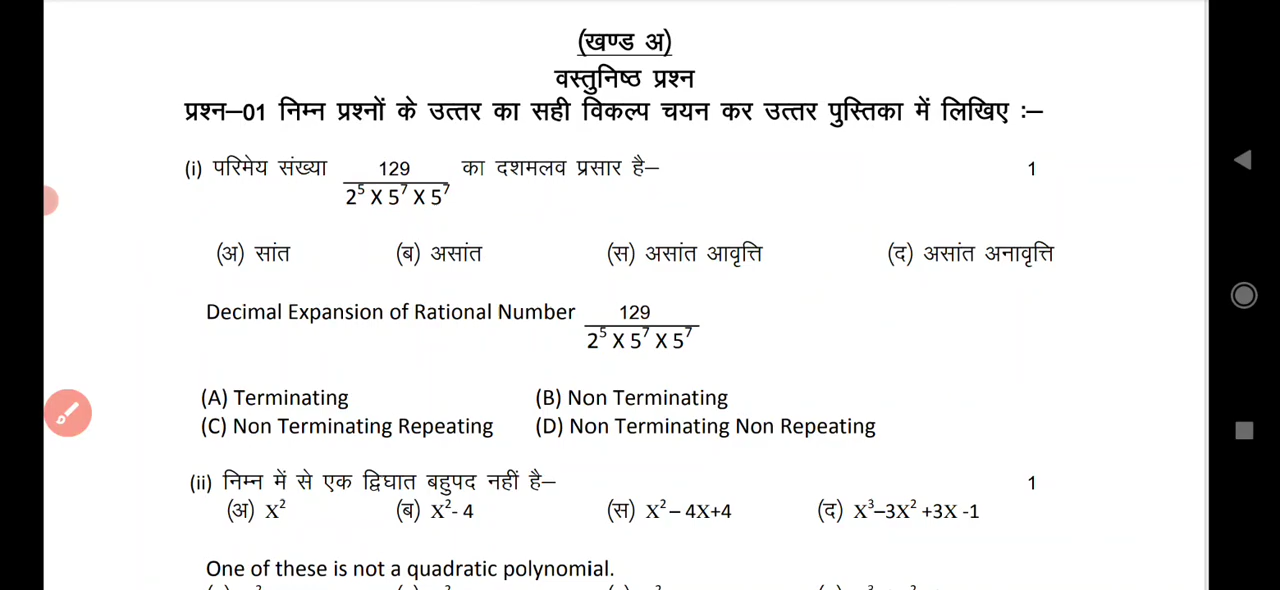 (खण्ड अ)
वस्तुनिष्ठ प्रश्न
प्रश्न–01 निम्न प्रश्नों के उत्तर का सही विकल्प चयन कर उत्तर पुस्तिका में लिखिए :–
(i) परिमेय संख्या 129 का दशमलव प्रसार है– 1
2⁵ X 5⁷ X 5⁷
(अ) सांत (ब) असांत (स) असांत आवृत्ति (द) असांत अनावृत्ति
Decimal Expansion of Rational Number 129
2⁵ X 5⁷ X 5⁷
(A) Terminating (B) Non Terminating
(C) Non Terminating Repeating (D) Non Terminating Non Repeating
(ii) निम्न में से एक द्विघात बहुपद नहीं है– 1
(अ) X² (ब) X²- 4 (स) X² – 4X+4 (द) X³–3X² +3X -1
One of these is not a quadratic polynomial.